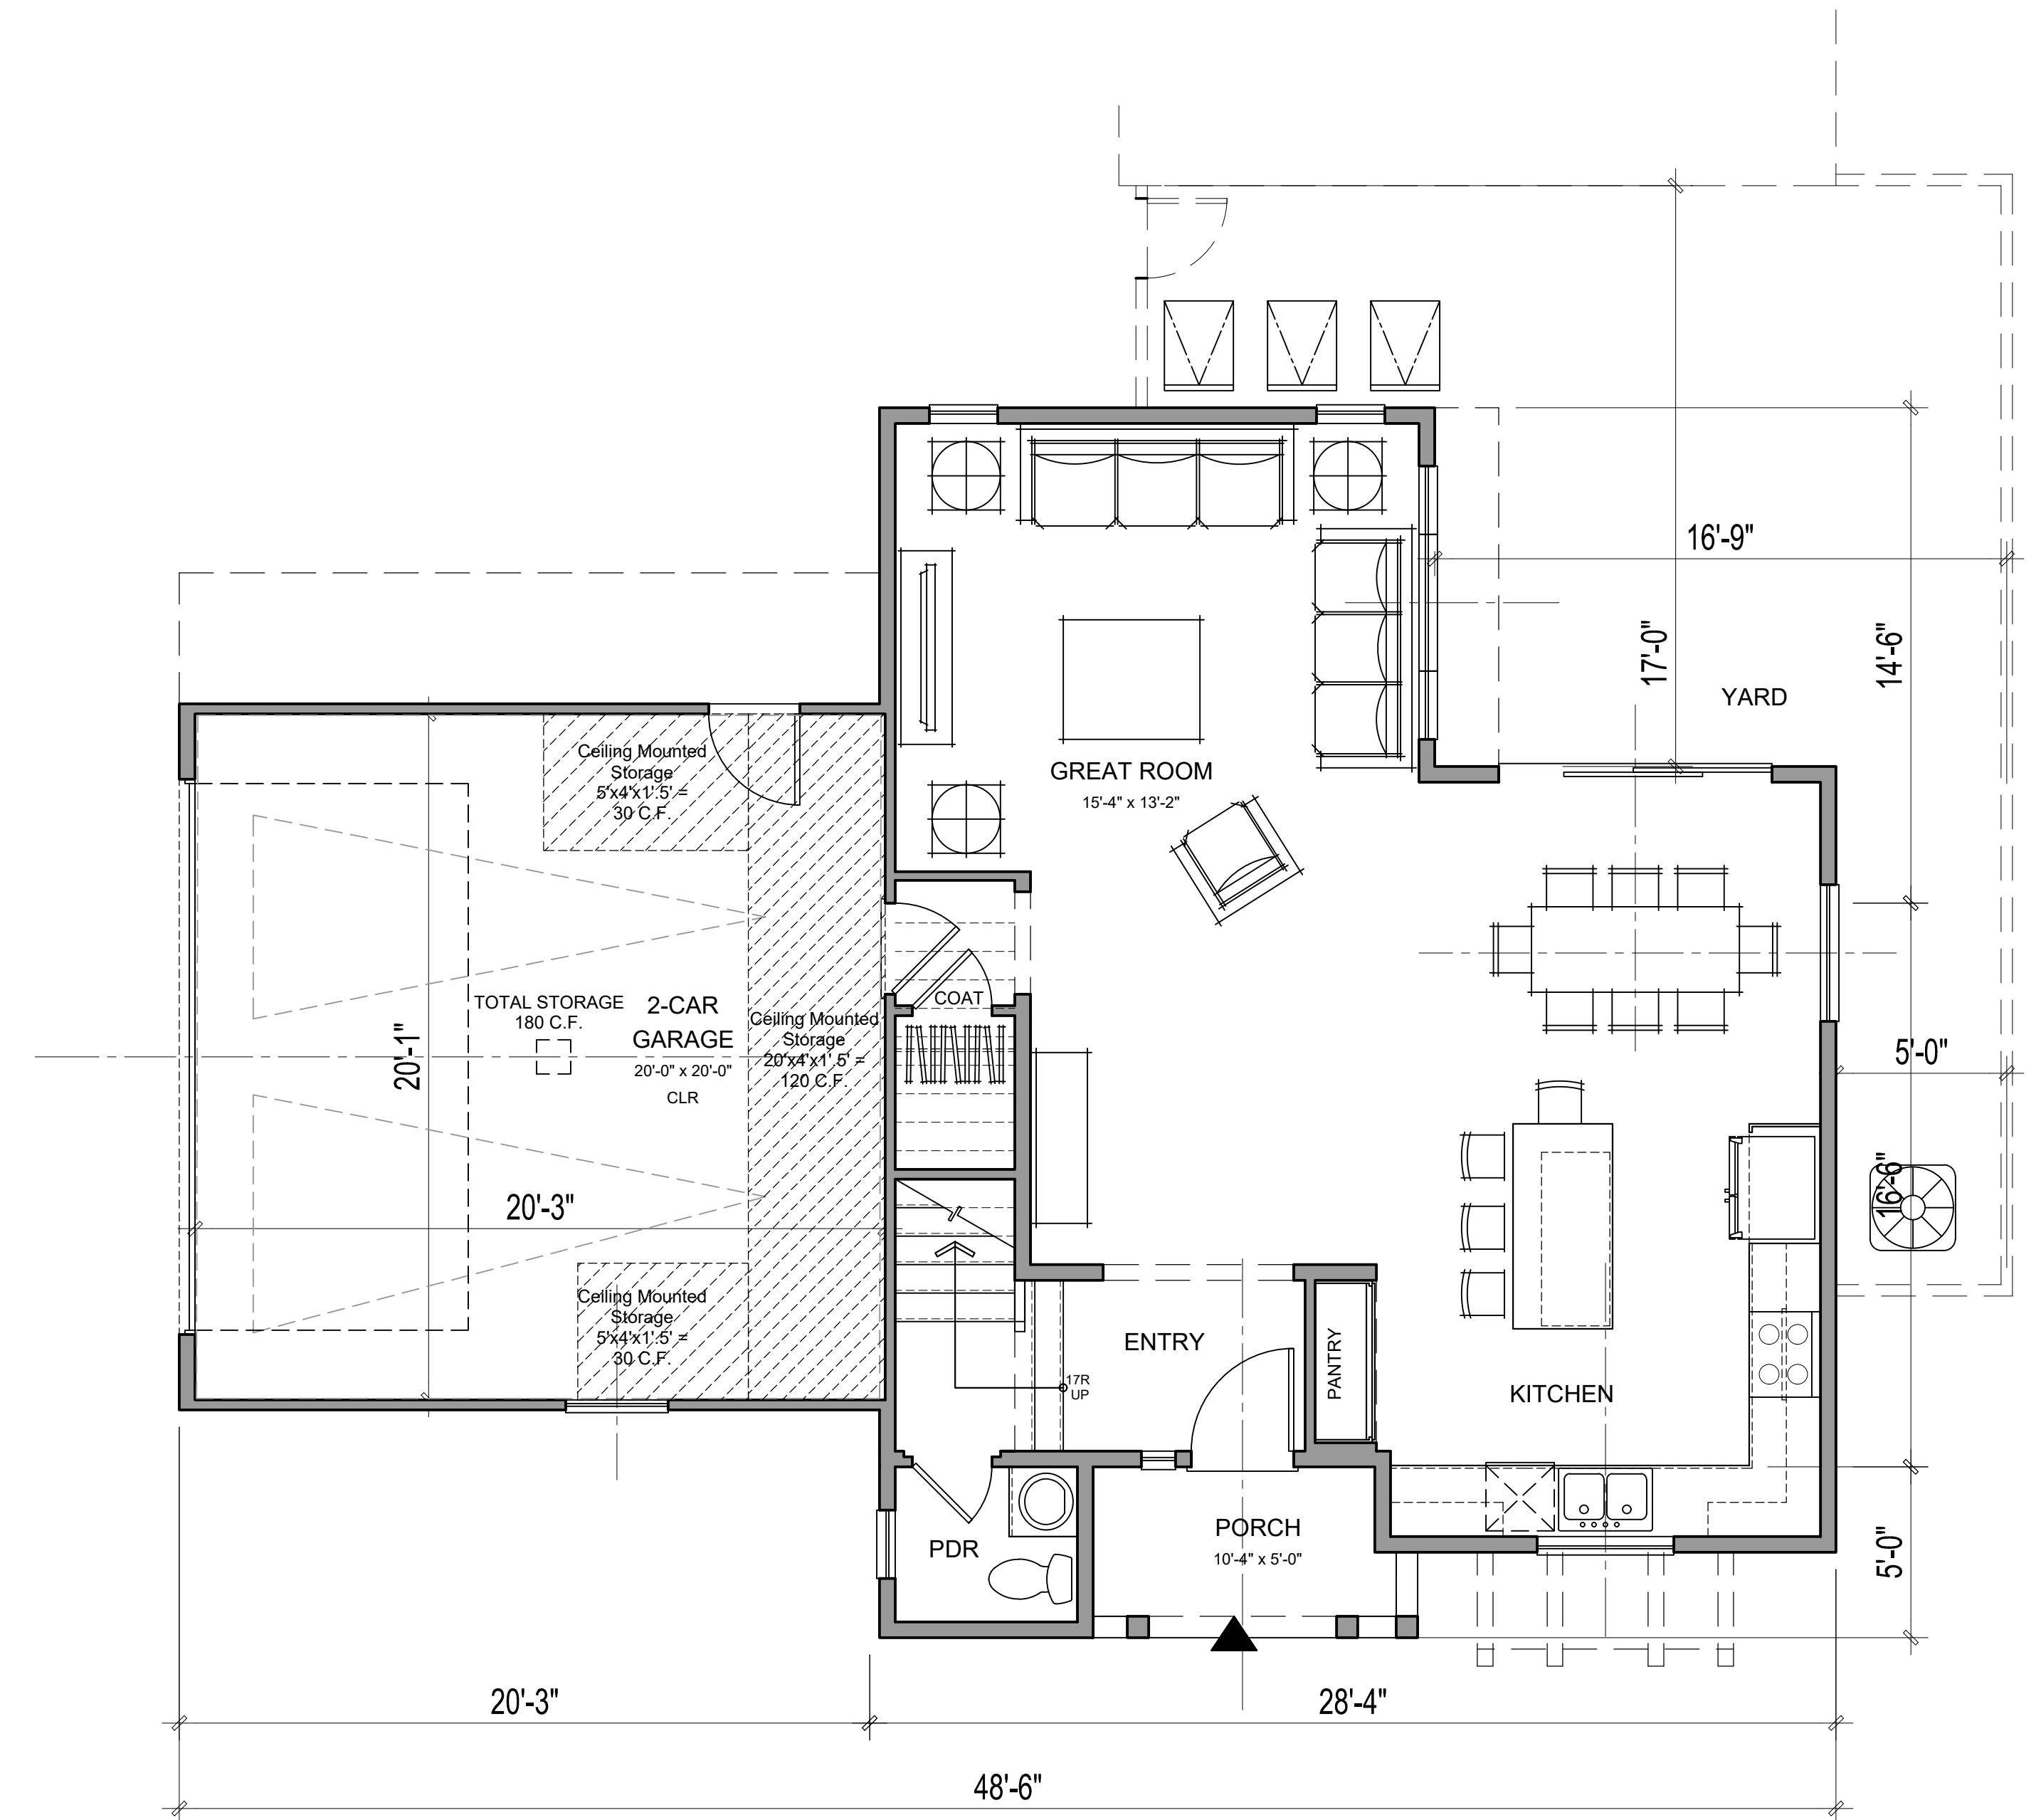 16'-9"
17'-0"
14'-6"
YARD
Ceiling Mounted
Storage
5'x4'x1'.5' =
30 C.F.
GREAT ROOM
15'-4" x 13'-2"
TOTAL STORAGE
180 C.F.
2-CAR
GARAGE
20'-0" x 20'-0"
CLR
20'-1"
Ceiling Mounted
Storage
20'x4'x1'.5' =
120 C.F.
COAT
5'-0"
16'-6"
20'-3"
Ceiling Mounted
Storage
5'x4'x1'.5' =
30 C.F.
ENTRY
17R
UP
PANTRY
KITCHEN
PDR
PORCH
10'-4" x 5'-0"
5'-0"
20'-3"
28'-4"
48'-6"